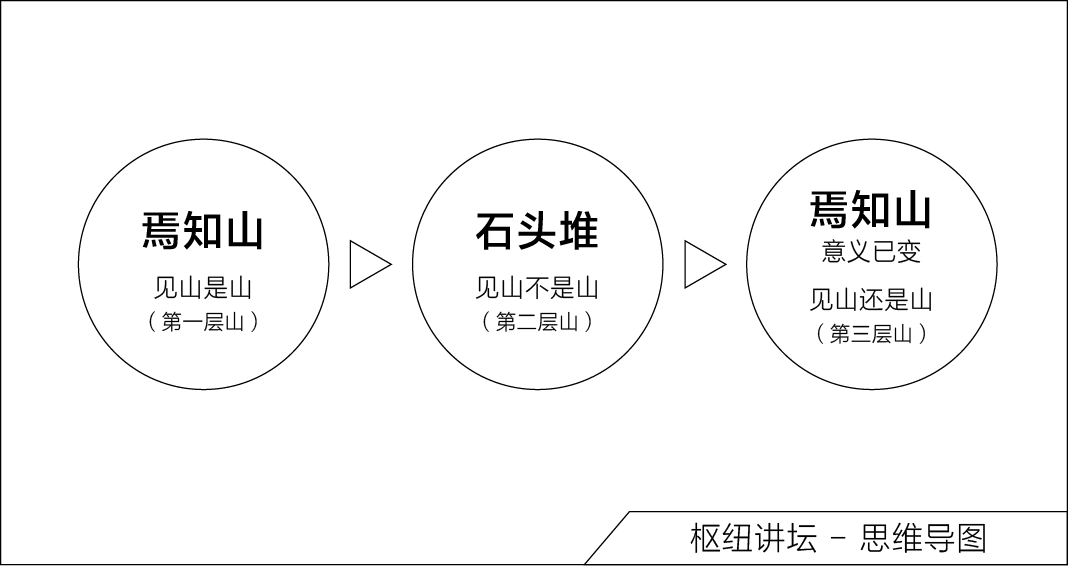 焉知山
见山是山
（第一层山）
石头堆
见山不是山
（第二层山）
焉知山
意义已变
见山还是山
（第三层山）
枢纽讲坛 - 思维导图